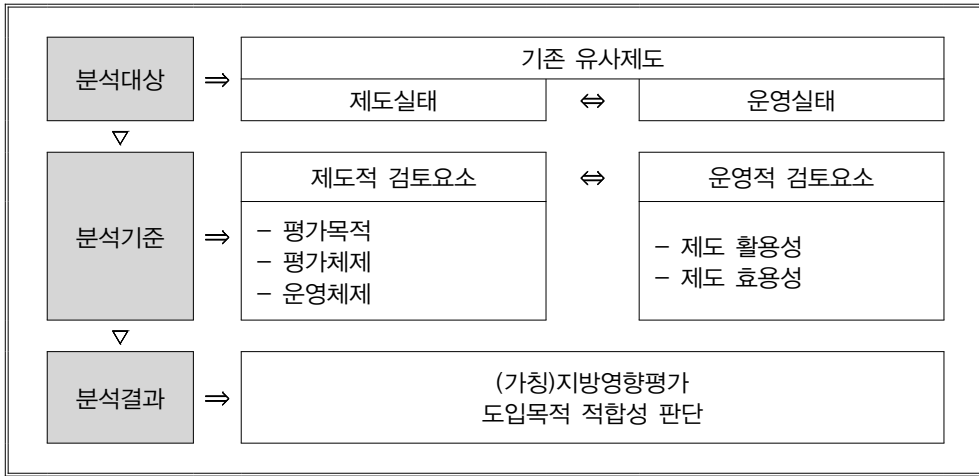 분석대상 ⇒ 기존 유사제도
제도실태 ⇔ 운영실태
▽
분석기준 ⇒ 제도적 검토요소 ⇔ 운영적 검토요소
- 평가목적
- 평가체제
- 운영체제
- 제도 활용성
- 제도 효용성
▽
분석결과 ⇒ (가칭)지방영향평가
도입목적 적합성 판단